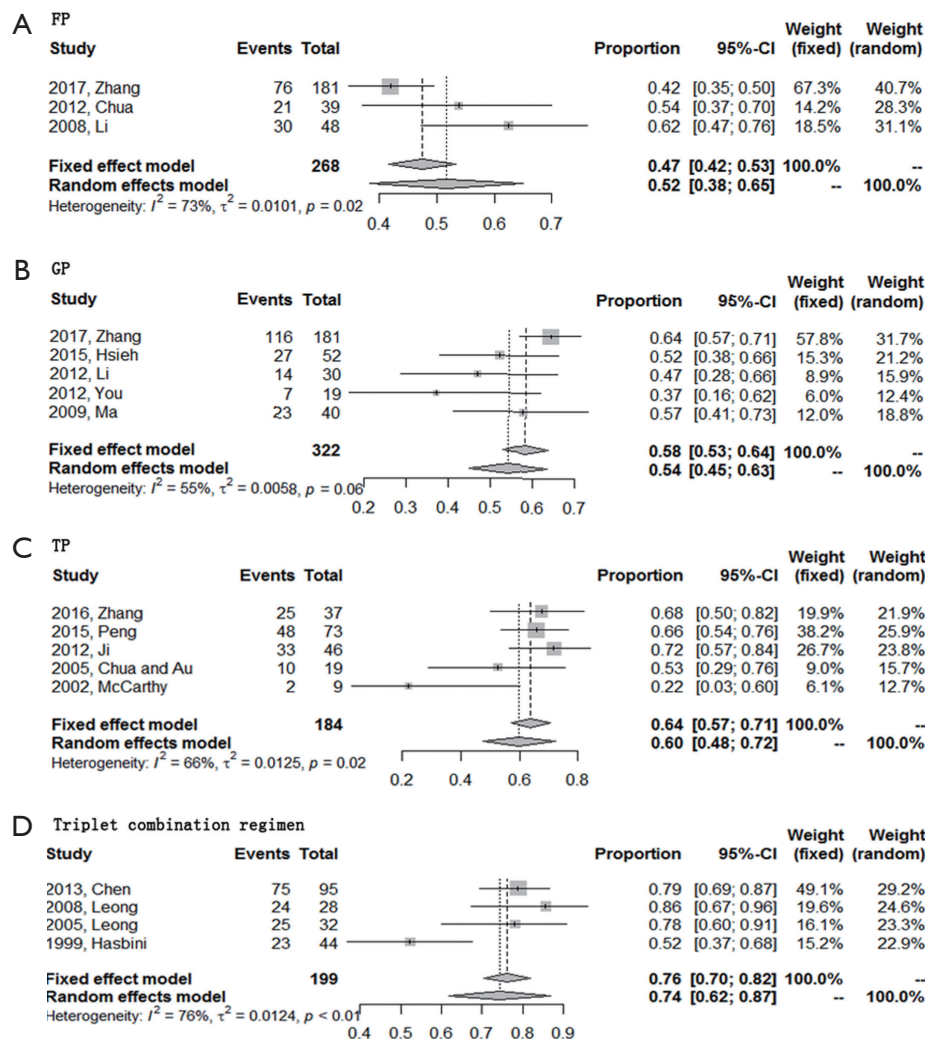 A FP
Study Events Total Proportion 95%-CI Weight (fixed) Weight (random)
2017, Zhang 76 181 0.42 [0.35; 0.50] 67.3% 40.7%
2012, Chua 21 39 0.54 [0.37; 0.70] 14.2% 28.3%
2008, Li 30 48 0.62 [0.47; 0.76] 18.5% 31.1%
Fixed effect model 268 0.47 [0.42; 0.53] 100.0% --
Random effects model 0.52 [0.38; 0.65] -- 100.0%
Heterogeneity: I² = 73%, τ² = 0.0101, p = 0.02
0.4 0.5 0.6 0.7
B GP
Study Events Total Proportion 95%-CI Weight (fixed) Weight (random)
2017, Zhang 116 181 0.64 [0.57; 0.71] 57.8% 31.7%
2015, Hsieh 27 52 0.52 [0.38; 0.66] 15.3% 21.2%
2012, Li 14 30 0.47 [0.28; 0.66] 8.9% 15.9%
2012, You 7 19 0.37 [0.16; 0.62] 6.0% 12.4%
2009, Ma 23 40 0.57 [0.41; 0.73] 12.0% 18.8%
Fixed effect model 322 0.58 [0.53; 0.64] 100.0% --
Random effects model 0.54 [0.45; 0.63] -- 100.0%
Heterogeneity: I² = 55%, τ² = 0.0058, p = 0.06
0.2 0.3 0.4 0.5 0.6 0.7
C TP
Study Events Total Proportion 95%-CI Weight (fixed) Weight (random)
2016, Zhang 25 37 0.68 [0.50; 0.82] 19.9% 21.9%
2015, Peng 48 73 0.66 [0.54; 0.76] 38.2% 25.9%
2012, Ji 33 46 0.72 [0.57; 0.84] 26.7% 23.8%
2005, Chua and Au 10 19 0.53 [0.29; 0.76] 9.0% 15.7%
2002, McCarthy 2 9 0.22 [0.03; 0.60] 6.1% 12.7%
Fixed effect model 184 0.64 [0.57; 0.71] 100.0% --
Random effects model 0.60 [0.48; 0.72] -- 100.0%
Heterogeneity: I² = 66%, τ² = 0.0125, p = 0.02
0.2 0.4 0.6 0.8
D Triplet combination regimen
Study Events Total Proportion 95%-CI Weight (fixed) Weight (random)
2013, Chen 75 95 0.79 [0.69; 0.87] 49.1% 29.2%
2008, Leong 24 28 0.86 [0.67; 0.96] 19.6% 24.6%
2005, Leong 25 32 0.78 [0.60; 0.91] 16.1% 23.3%
1999, Hasbini 23 44 0.52 [0.37; 0.68] 15.2% 22.9%
Fixed effect model 199 0.76 [0.70; 0.82] 100.0% --
Random effects model 0.74 [0.62; 0.87] -- 100.0%
Heterogeneity: I² = 76%, τ² = 0.0124, p < 0.01
0.4 0.5 0.6 0.7 0.8 0.9